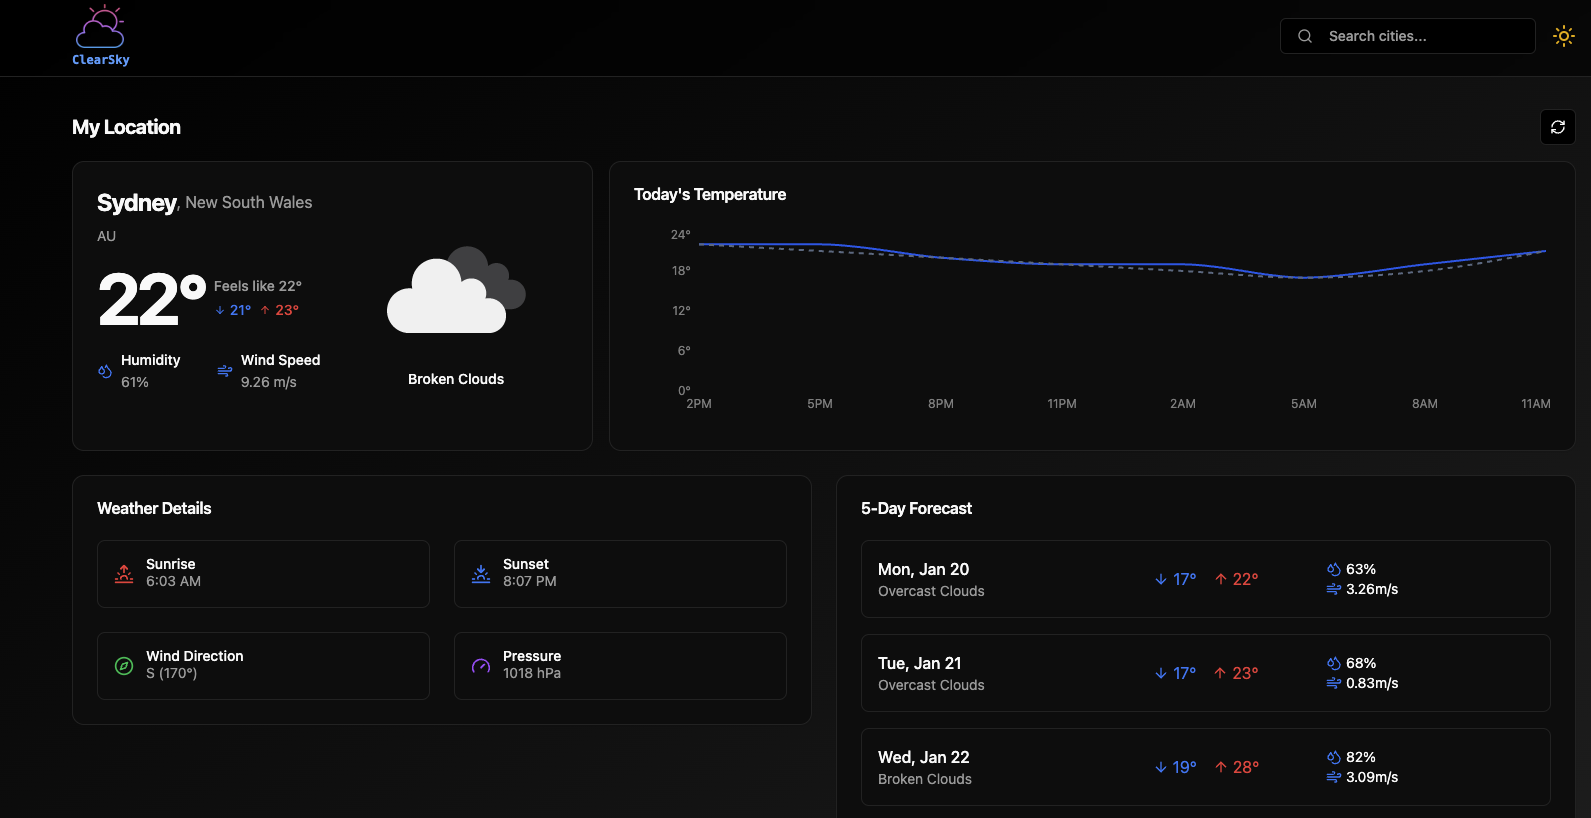 ClearSky
Search cities...
My Location
Sydney, New South Wales
AU
22°
Feels like 22°
↓ 21° ↑ 23°
Humidity
61%
Wind Speed
9.26 m/s
Broken Clouds
Today's Temperature
24°
18°
12°
6°
0°
2PM 5PM 8PM 11PM 2AM 5AM 8AM 11AM
Weather Details
Sunrise
6:03 AM
Sunset
8:07 PM
Wind Direction
S (170°)
Pressure
1018 hPa
5-Day Forecast
Mon, Jan 20
Overcast Clouds
↓ 17° ↑ 22°
63%
3.26m/s
Tue, Jan 21
Overcast Clouds
↓ 17° ↑ 23°
68%
0.83m/s
Wed, Jan 22
Broken Clouds
↓ 19° ↑ 28°
82%
3.09m/s